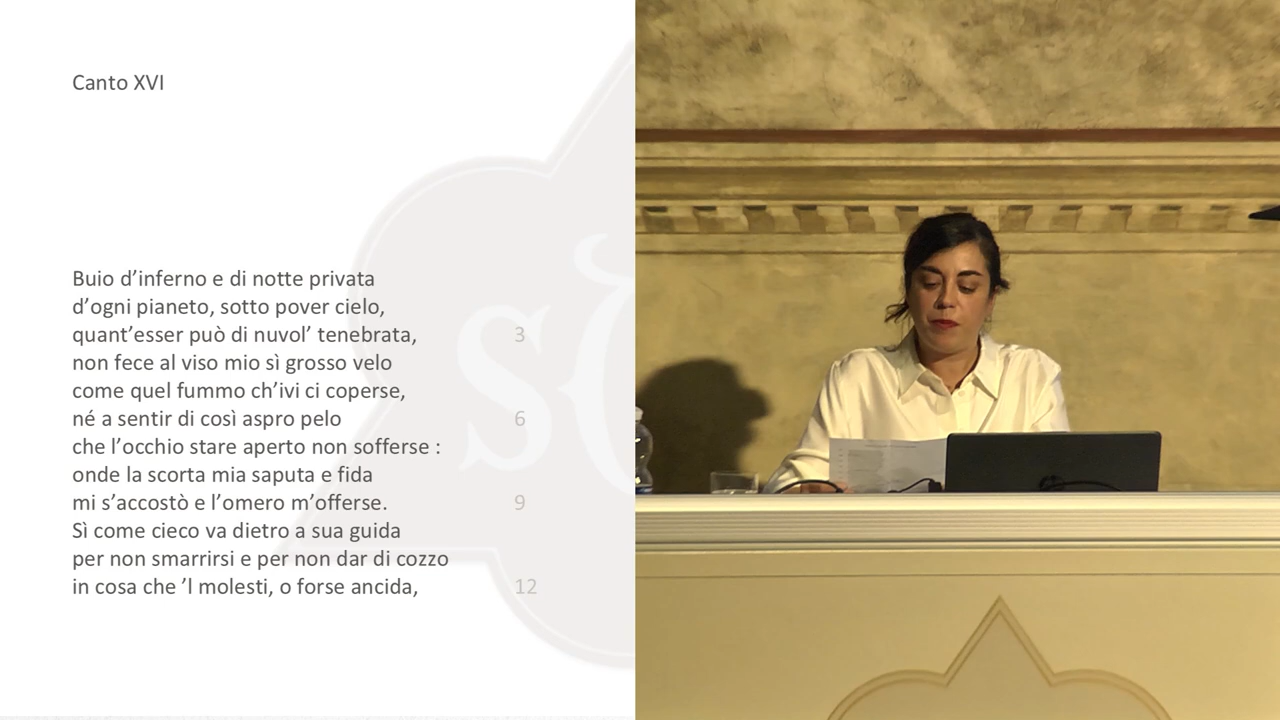 Canto XVI
Buio d’inferno e di notte privata
d’ogni pianeto, sotto pover cielo,
quant’esser può di nuvol’ tenebrata, 3
non fece al viso mio sì grosso velo
come quel fummo ch’ivi ci coperse,
né a sentir di così aspro pelo 6
che l’occhio stare aperto non sofferse :
onde la scorta mia saputa e fida
mi s’accostò e l’omero m’offerse. 9
Sì come cieco va dietro a sua guida
per non smarrirsi e per non dar di cozzo
in cosa che ’l molesti, o forse ancida, 12